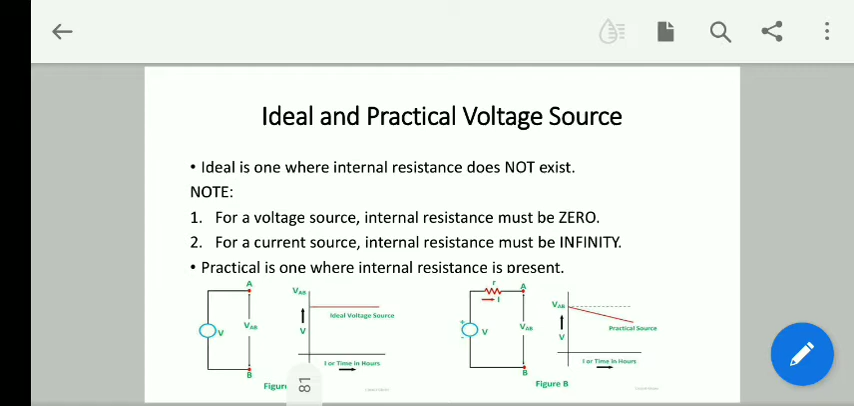 Ideal and Practical Voltage Source
• Ideal is one where internal resistance does NOT exist.
NOTE:
1. For a voltage source, internal resistance must be ZERO.
2. For a current source, internal resistance must be INFINITY.
• Practical is one where internal resistance is present.
A
V
VAB
B
VAB
V
Ideal Voltage Source
I or Time in Hours
Figure
81
r
I
A
+
V
-
VAB
B
VAB
V
Practical Source
I or Time in Hours
Figure B